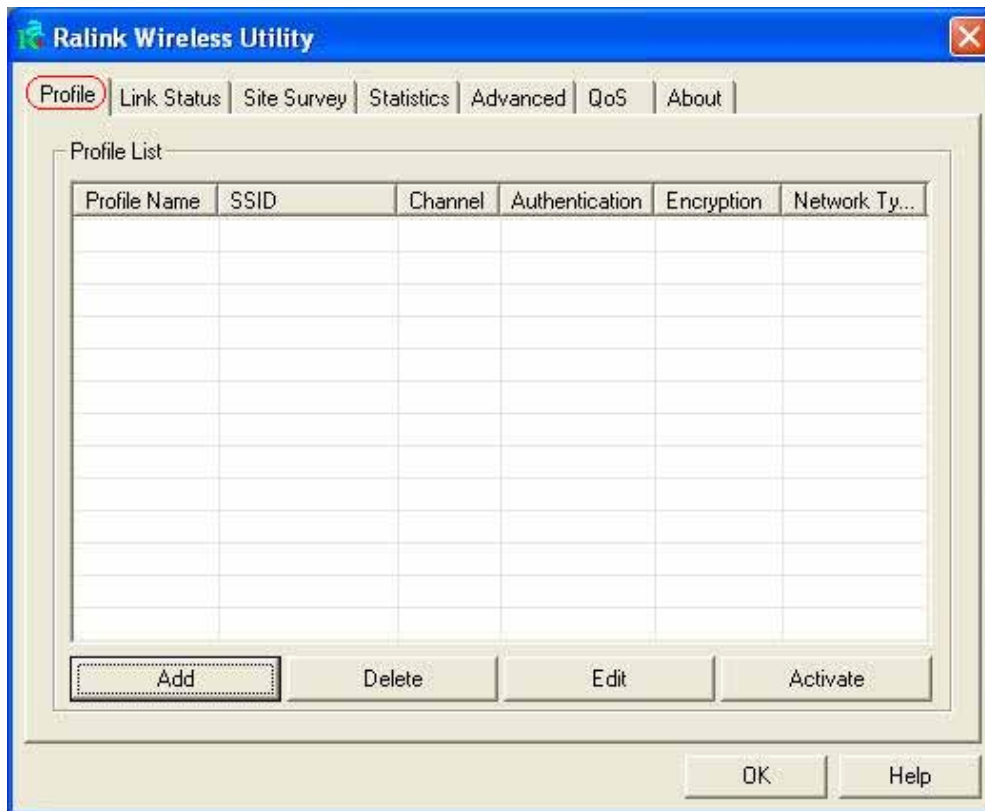 Ralink Wireless Utility
Profile Link Status Site Survey Statistics Advanced QoS About
Profile List
Profile Name SSID Channel Authentication Encryption Network Ty...
Add Delete Edit Activate
OK Help